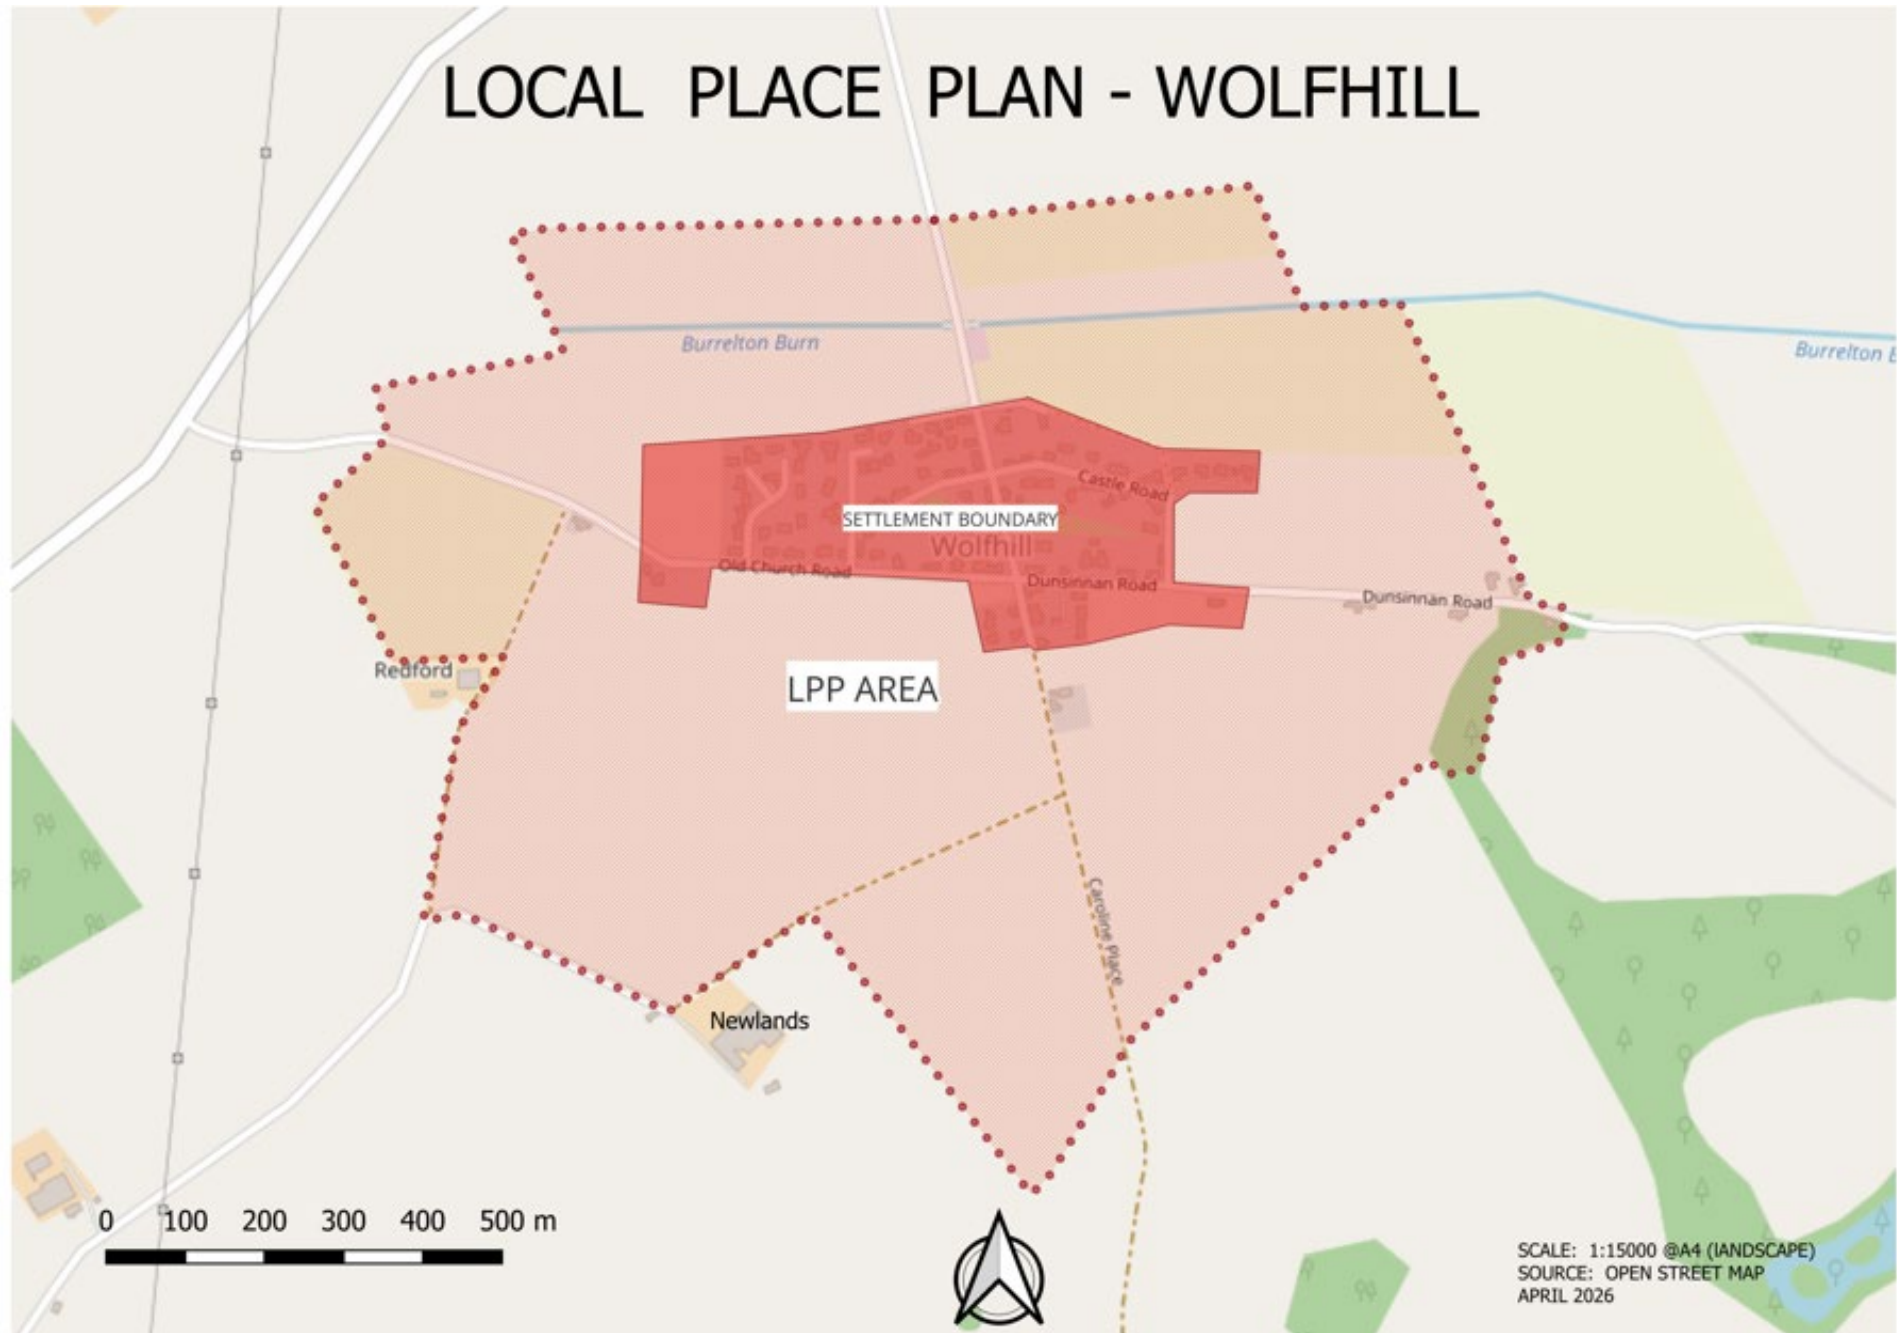 LOCAL PLACE PLAN - WOLFHILL
Burrelton Burn
Burrelton B
Castle Road
SETTLEMENT BOUNDARY
Wolfhill
Old Church Road
Dunsinnan Road
Dunsinnan Road
Redford
LPP AREA
Caroline Place
Newlands
0 100 200 300 400 500 m
SCALE: 1:15000 @A4 (lANDSCAPE)
SOURCE: OPEN STREET MAP
APRIL 2026